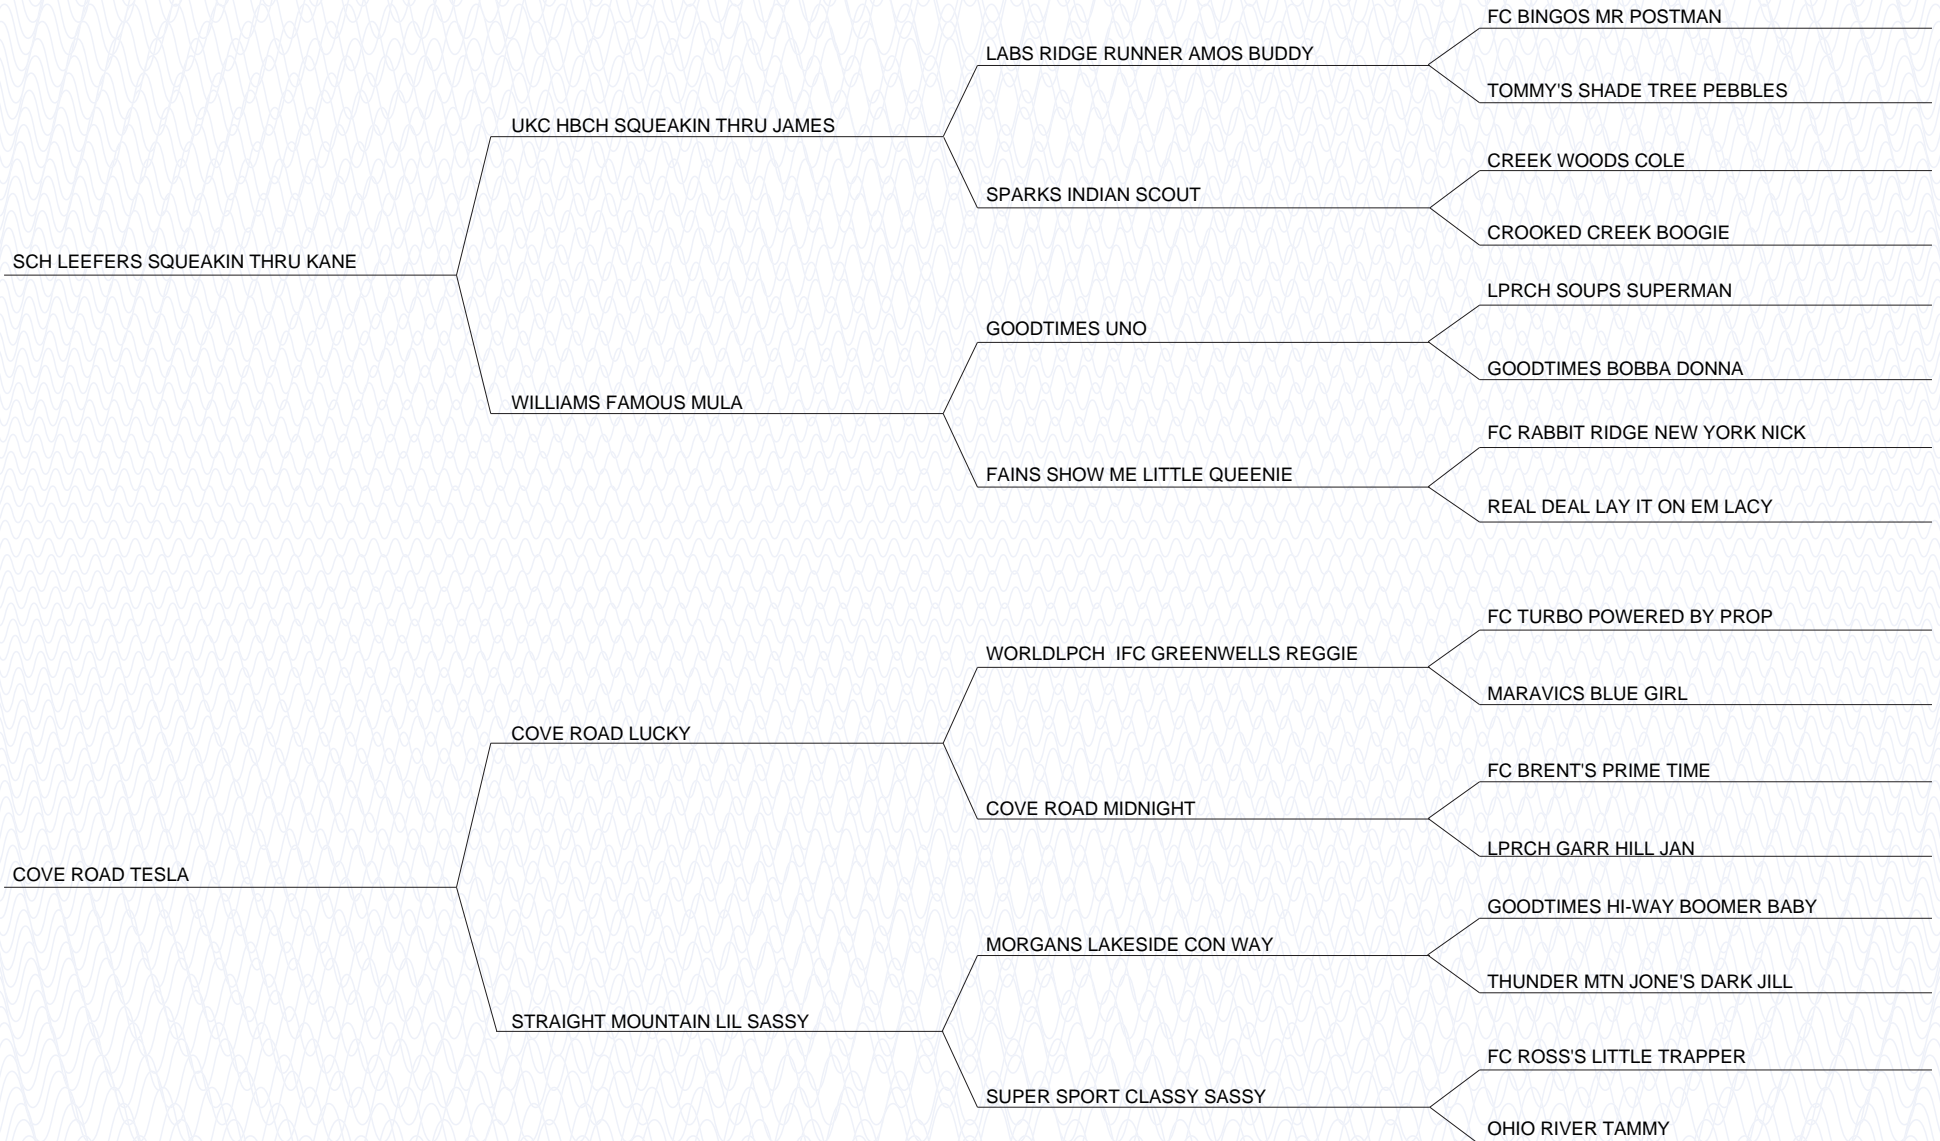 FC BINGOS MR POSTMAN
LABS RIDGE RUNNER AMOS BUDDY
TOMMY'S SHADE TREE PEBBLES
UKC HBCH SQUEAKIN THRU JAMES
CREEK WOODS COLE
SPARKS INDIAN SCOUT
CROOKED CREEK BOOGIE
SCH LEEFERS SQUEAKIN THRU KANE
LPRCH SOUPS SUPERMAN
GOODTIMES UNO
GOODTIMES BOBBA DONNA
WILLIAMS FAMOUS MULA
FC RABBIT RIDGE NEW YORK NICK
FAINS SHOW ME LITTLE QUEENIE
REAL DEAL LAY IT ON EM LACY
FC TURBO POWERED BY PROP
WORLDLPCH  IFC GREENWELLS REGGIE
MARAVICS BLUE GIRL
COVE ROAD LUCKY
FC BRENT'S PRIME TIME
COVE ROAD MIDNIGHT
LPRCH GARR HILL JAN
COVE ROAD TESLA
GOODTIMES HI-WAY BOOMER BABY
MORGANS LAKESIDE CON WAY
THUNDER MTN JONE'S DARK JILL
STRAIGHT MOUNTAIN LIL SASSY
FC ROSS'S LITTLE TRAPPER
SUPER SPORT CLASSY SASSY
OHIO RIVER TAMMY